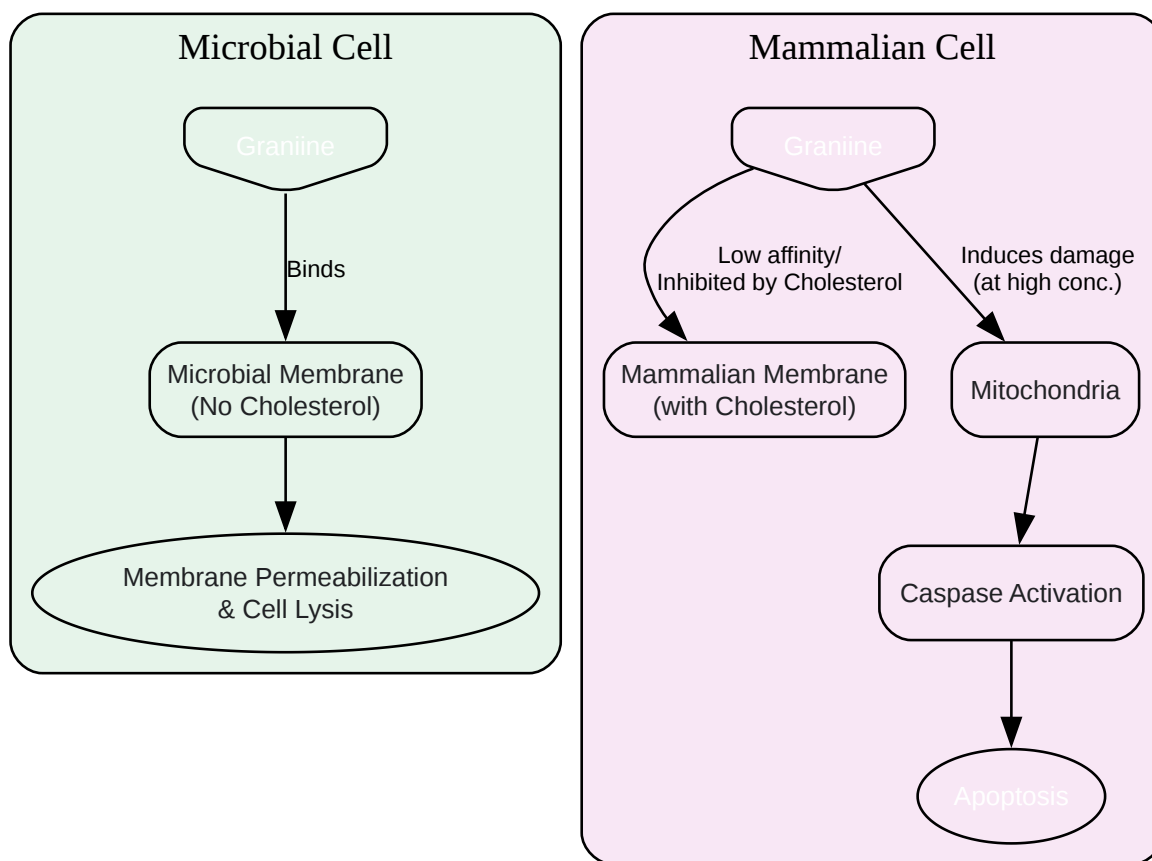 Microbial Cell
Graniine
Binds
Microbial Membrane
(No Cholesterol)
Membrane Permeabilization
& Cell Lysis
Mammalian Cell
Graniine
Low affinity/
Inhibited by Cholesterol
Induces damage
(at high conc.)
Mammalian Membrane
(with Cholesterol)
Mitochondria
Caspase Activation
Apoptosis